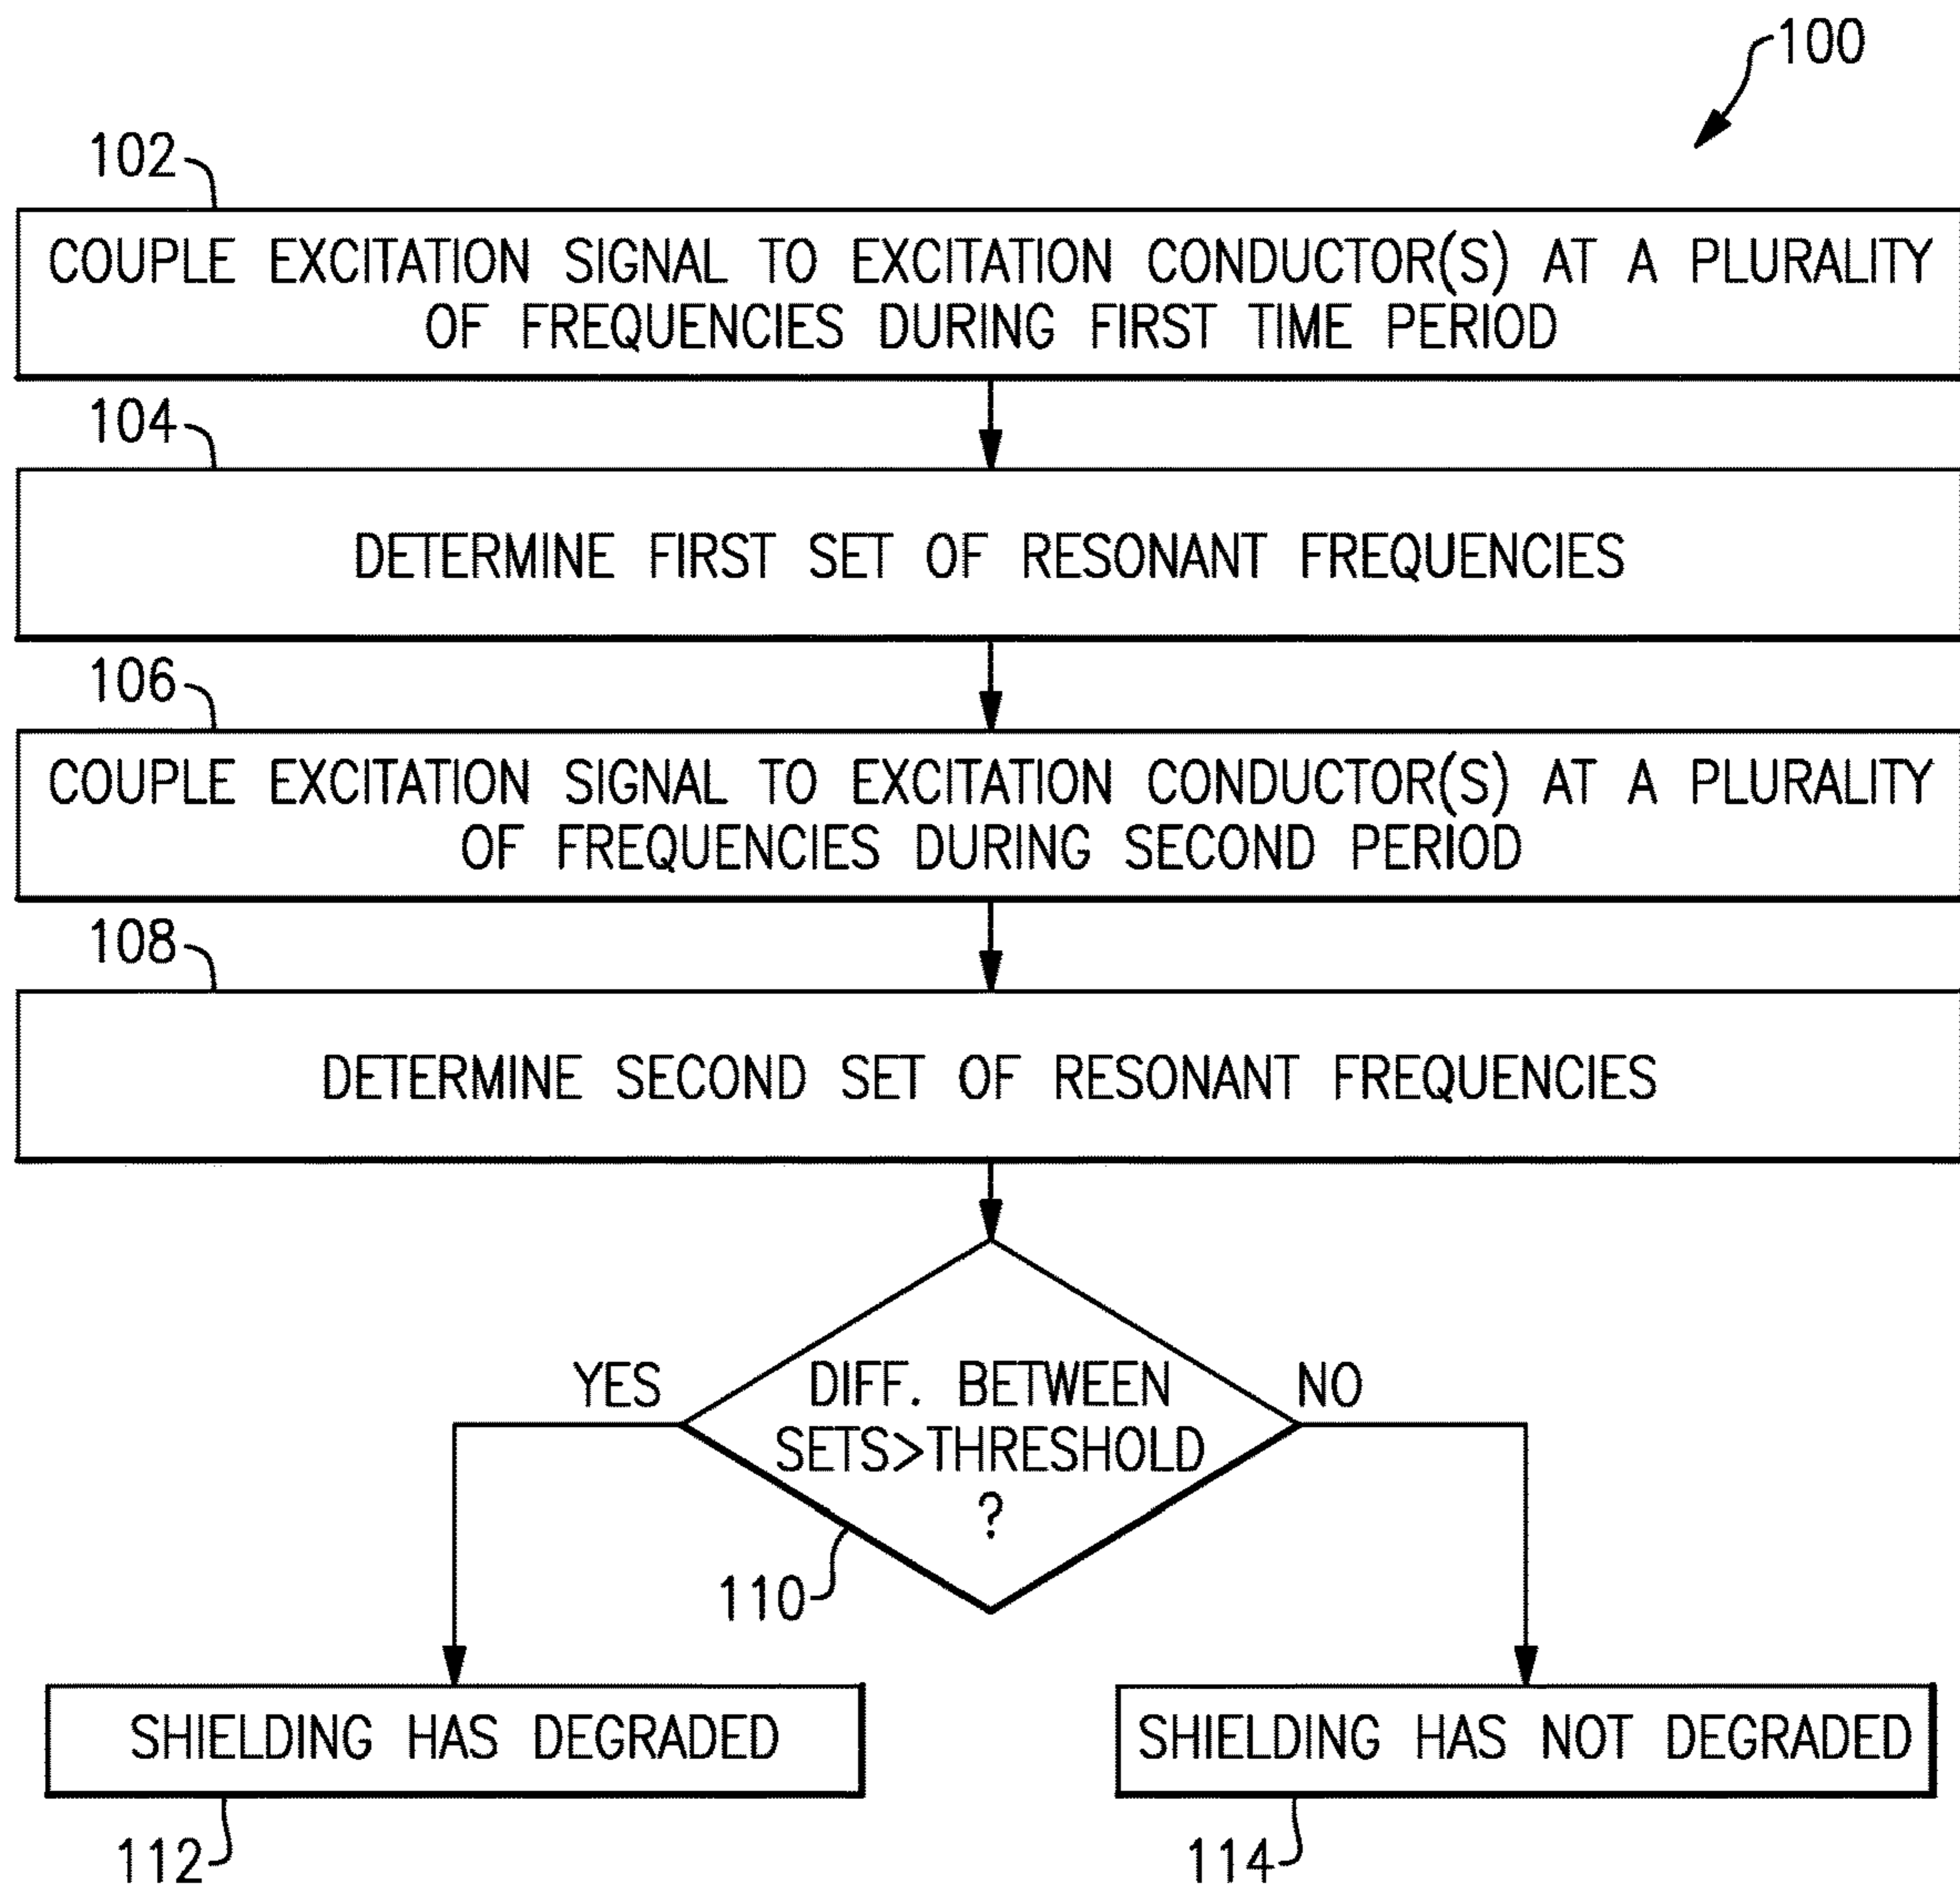 100
102
COUPLE EXCITATION SIGNAL TO EXCITATION CONDUCTOR(S) AT A PLURALITY
OF FREQUENCIES DURING FIRST TIME PERIOD
104
DETERMINE FIRST SET OF RESONANT FREQUENCIES
106
COUPLE EXCITATION SIGNAL TO EXCITATION CONDUCTOR(S) AT A PLURALITY
OF FREQUENCIES DURING SECOND PERIOD
108
DETERMINE SECOND SET OF RESONANT FREQUENCIES
YES
DIFF. BETWEEN
SETS>THRESHOLD
?
NO
110
SHIELDING HAS DEGRADED
SHIELDING HAS NOT DEGRADED
112
114